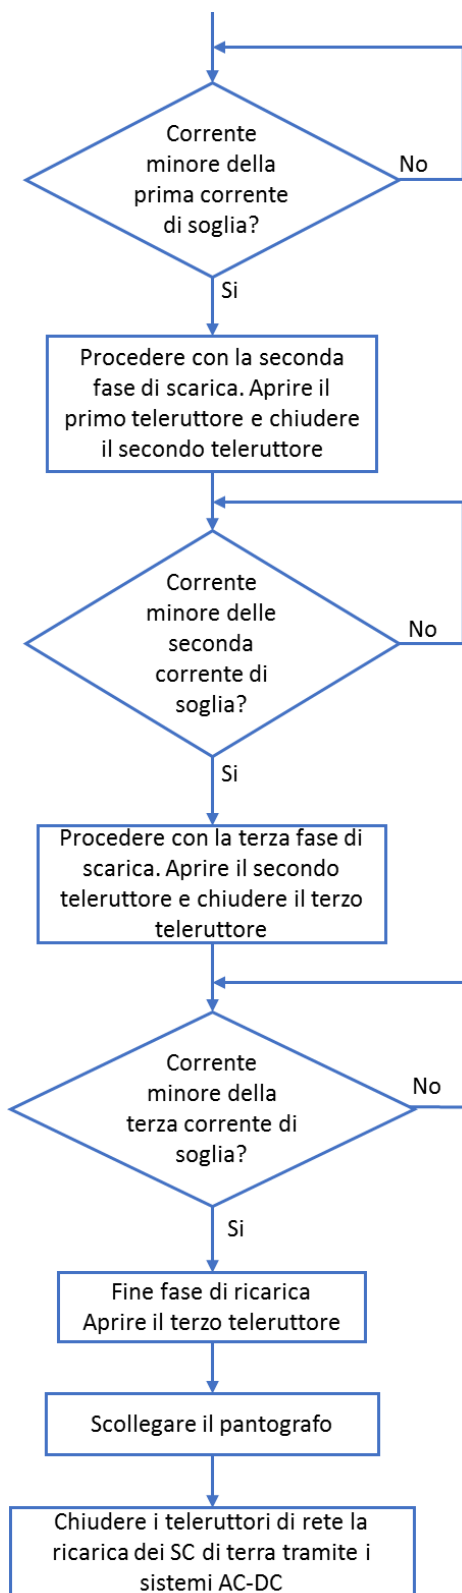 Corrente
minore della
prima corrente
di soglia?
No
Si
Procedere con la seconda
fase di scarica. Aprire il
primo teleruttore e chiudere
il secondo teleruttore
Corrente
minore delle
seconda
corrente di
soglia?
No
Si
Procedere con la terza fase di
scarica. Aprire il secondo
teleruttore e chiudere il terzo
teleruttore
Corrente
minore della
terza corrente di
soglia?
No
Si
Fine fase di ricarica
Aprire il terzo teleruttore
Scollegare il pantografo
Chiudere i teleruttori di rete la
ricarica dei SC di terra tramite i
sistemi AC-DC